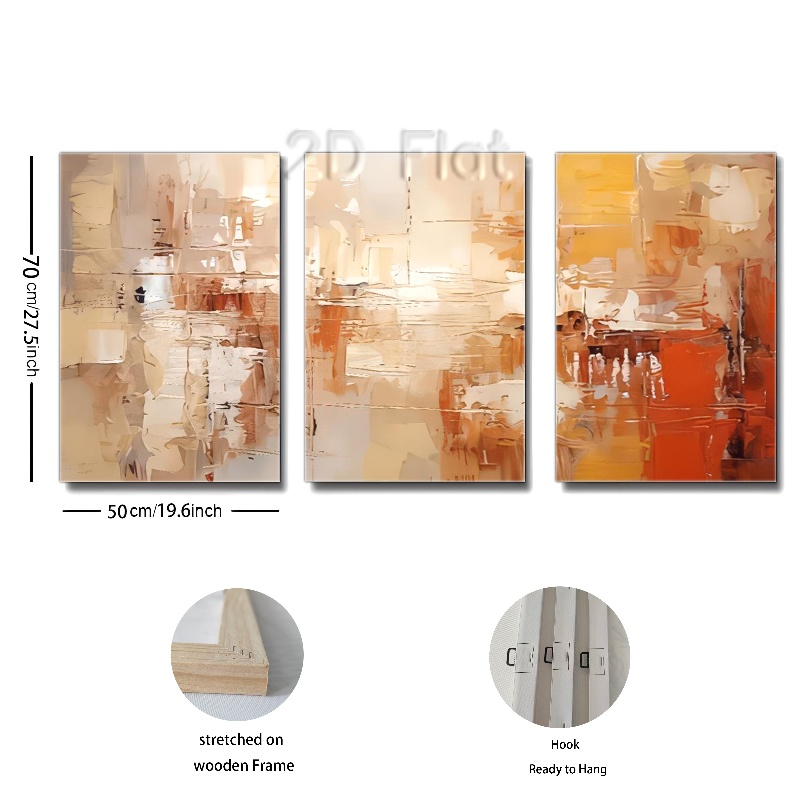 2D Flat
70cm/27.5inch
50cm/19.6inch
stretched on
wooden Frame
Hook
Ready to Hang